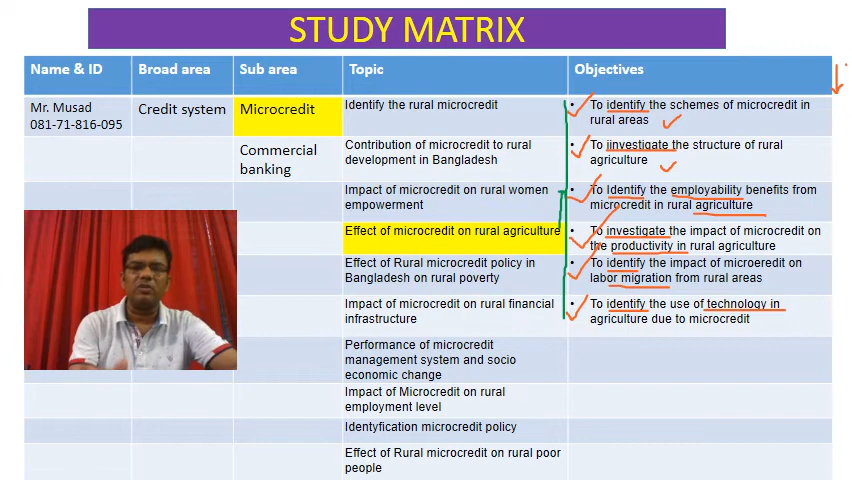 STUDY MATRIX
Name & ID
Broad area
Sub area
Topic
Objectives
Mr. Musad
081-71-816-095
Credit system
Microcredit
Identify the rural microcredit
• To identify the schemes of microcredit in
rural areas
Commercial
banking
Contribution of microcredit to rural
development in Bangladesh
• To iinvestigate the structure of rural
agriculture
Impact of microcredit on rural women
empowerment
• To Identify the employability benefits from
microcredit in rural agriculture
Effect of microcredit on rural agriculture
• To investigate the impact of microcredit on
the productivity in rural agriculture
Effect of Rural microcredit policy in
Bangladesh on rural poverty
• To identify the impact of microeredit on
labor migration from rural areas
Impact of microcredit on rural financial
infrastructure
• To identify the use of technology in
agriculture due to microcredit
Performance of microcredit
management system and socio
economic change
Impact of Microcredit on rural
employment level
Identyfication microcredit policy
Effect of Rural microcredit on rural poor
people